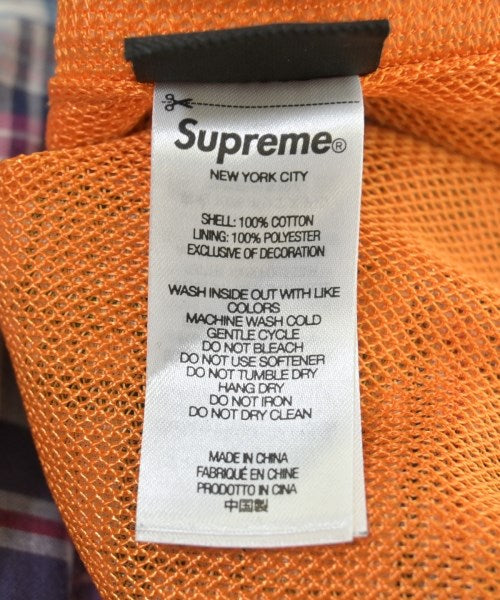 Supreme®
NEW YORK CITY
SHELL: 100% COTTON
LINING: 100% POLYESTER
EXCLUSIVE OF DECORATION
WASH INSIDE OUT WITH LIKE
COLORS
MACHINE WASH COLD
GENTLE CYCLE
DO NOT BLEACH
DO NOT USE SOFTENER
DO NOT TUMBLE DRY
HANG DRY
DO NOT IRON
DO NOT DRY CLEAN
MADE IN CHINA
FABRIQUÉ EN CHINE
PRODOTTO IN CINA
中国製